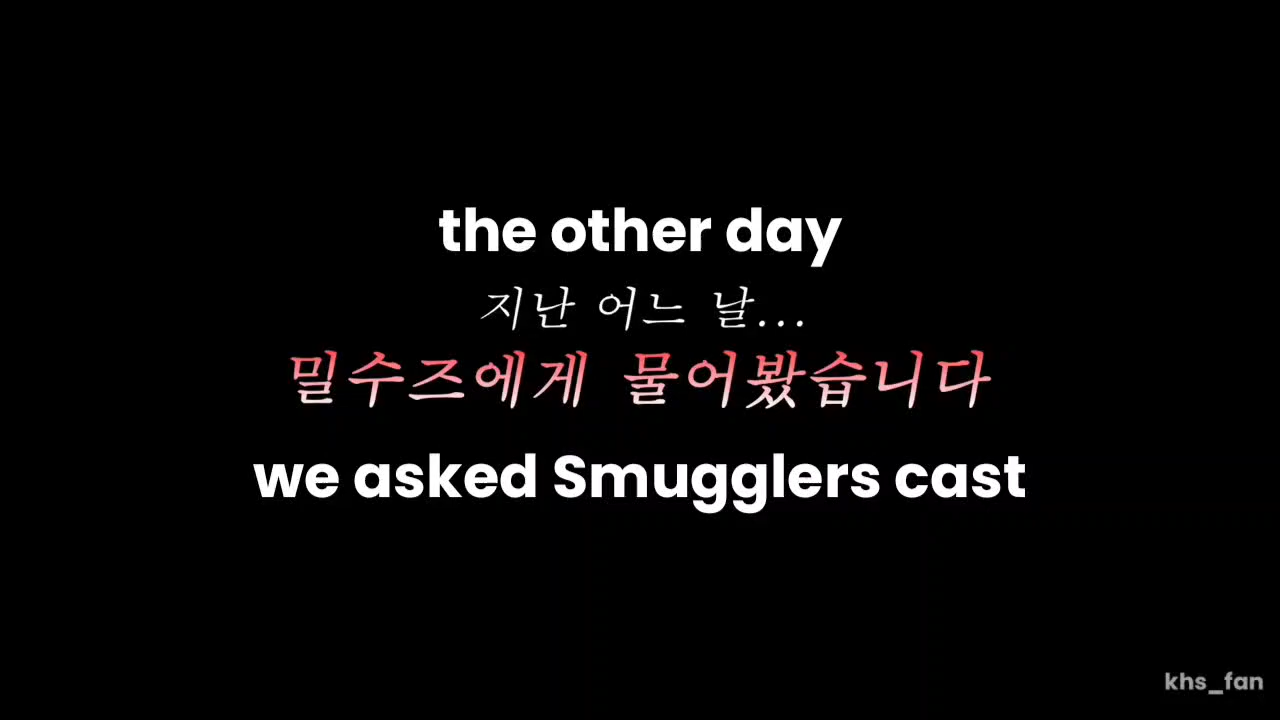 the other day
지난 어느 날...
밀수즈에게 물어봤습니다
we asked Smugglers cast
khs_fan